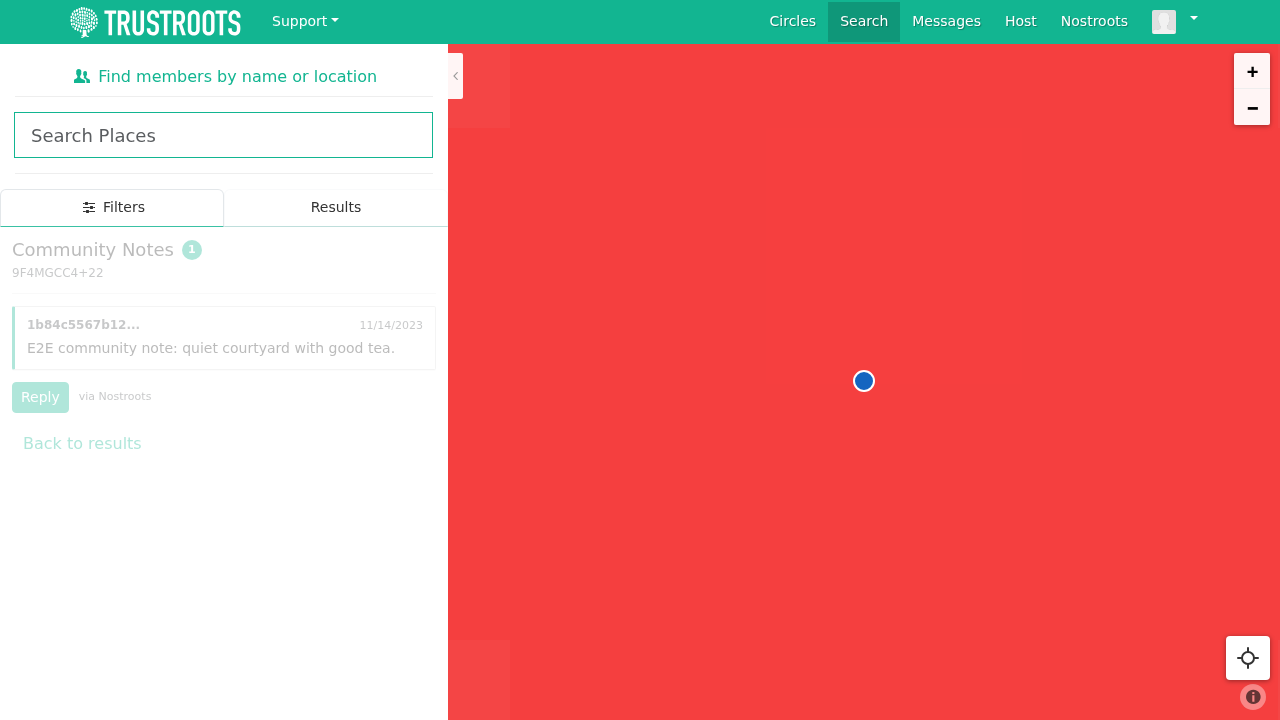 TRUSTROOTS
Support
Circles
Search
Messages
Host
Nostroots
Find members by name or location
Search Places
Filters
Results
Community Notes 1
9F4MGCC4+22
1b84c5567b12... 11/14/2023
E2E community note: quiet courtyard with good tea.
Reply via Nostroots
Back to results
+
−